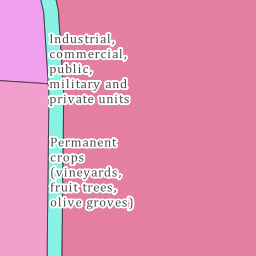 Industrial,
commercial,
public,
military and
private units
Permanent
crops
(vineyards,
fruit trees,
olive groves)